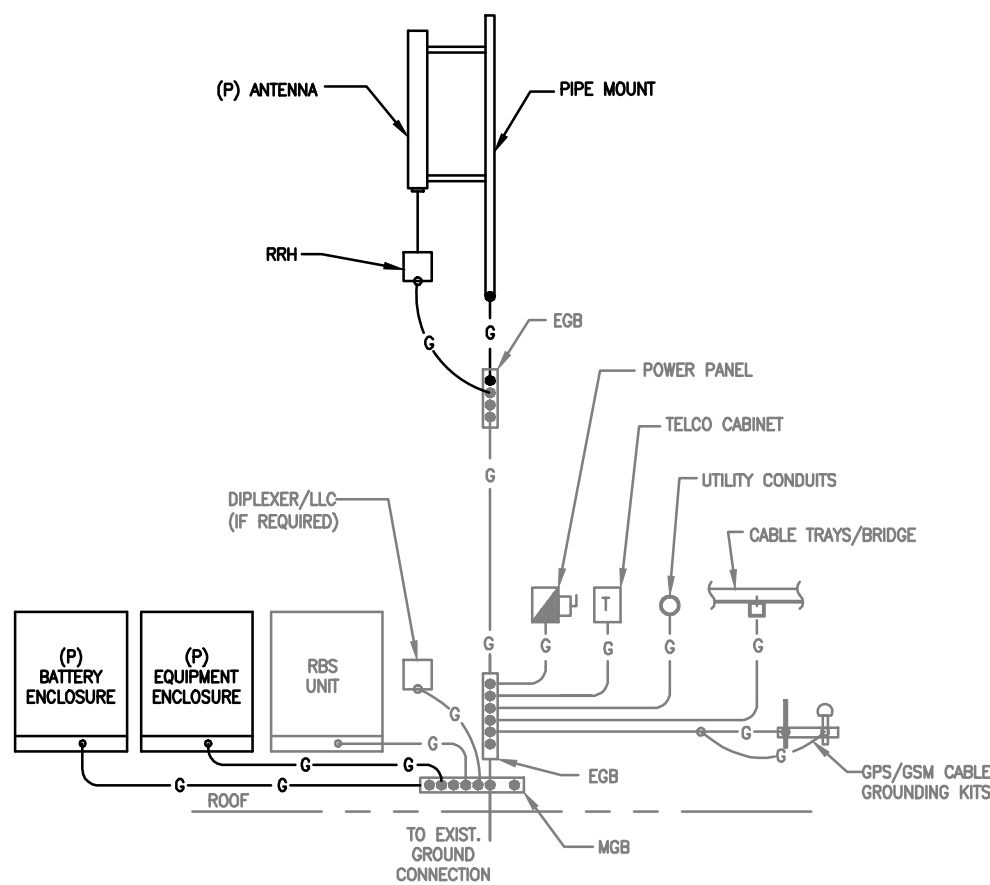 (P) ANTENNA
PIPE MOUNT
RRH
G
G
EGB
POWER PANEL
TELCO CABINET
G
UTILITY CONDUITS
DIPLEXER/LLC
(IF REQUIRED)
CABLE TRAYS/BRIDGE
T
G
G
G
G
G
(P)
BATTERY
ENCLOSURE
(P)
EQUIPMENT
ENCLOSURE
RBS
UNIT
G
G
G
G
G
G
EGB
GPS/GSM CABLE
GROUNDING KITS
G
G
ROOF
TO EXIST.
GROUND
CONNECTION
MGB